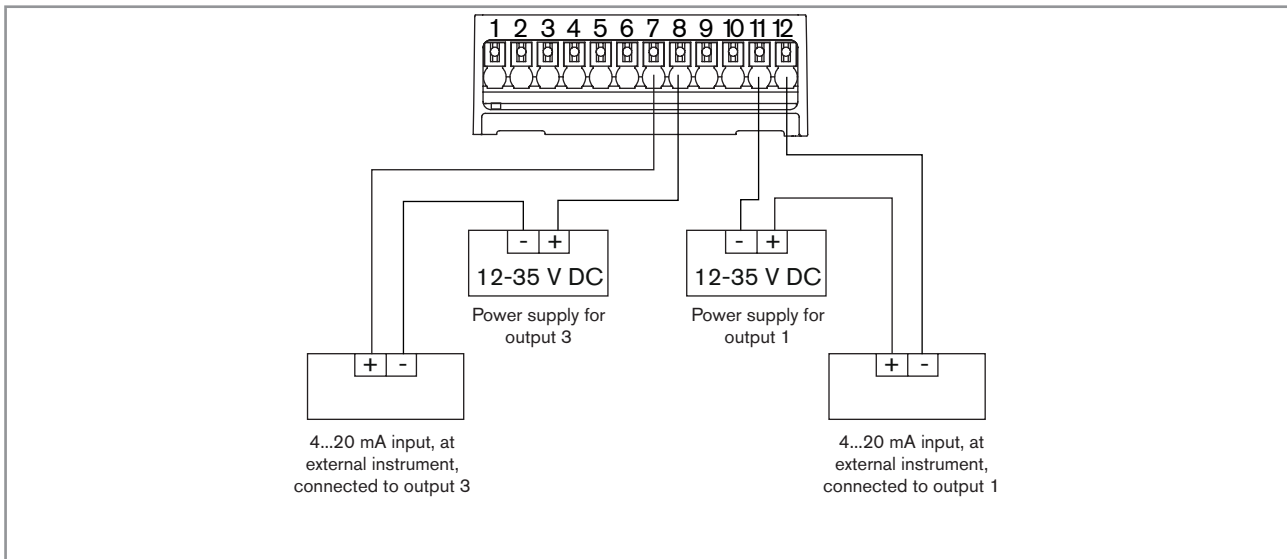 1 2 3 4 5 6 7 8 9 10 11 12
- +
12-35 V DC
Power supply for
output 3
- +
12-35 V DC
Power supply for
output 1
+ -
4...20 mA input, at
external instrument,
connected to output 3
+ -
4...20 mA input, at
external instrument,
connected to output 1